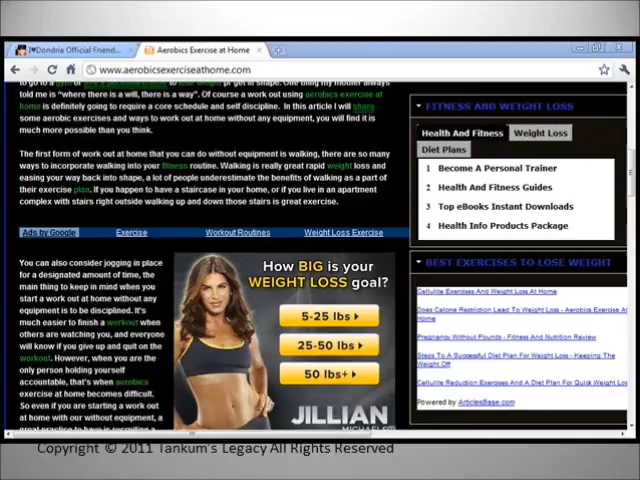 I♥Dondria Official Friend...
Aerobics Exercise at Home
www.aerobicsexerciseathome.com
told me is "where there is a will, there is a way". Of course a work out using aerobics exercise at
home is definitely going to require a core schedule and self discipline. In this article I will share
some aerobic exercises and ways to work out at home without any equipment, you will find it is
much more possible than you think.
The first form of work out at home that you can do without equipment is walking, there are so many
ways to incorporate walking into your fitness routine. Walking is really great rapid weight loss and
easing your way back into shape, a lot of people underestimate the benefits of walking as a part of
their exercise plan. If you happen to have a staircase in your home, or if you live in an apartment
complex with stairs right outside walking up and down those stairs is great exercise.
Ads by Google Exercise Workout Routines Weight Loss Exercise
You can also consider jogging in place
for a designated amount of time, the
main thing to keep in mind when you
start a work out at home without any
equipment is to be disciplined. It's
much easier to finish a workout when
others are watching you, and everyone
will know if you give up and quit on the
workout. However, when you are the
only person holding yourself
accountable, that's when aerobics
exercise at home becomes difficult.
So even if you are starting a work out
at home with our without equipment, a
How BIG is your
WEIGHT LOSS goal?
5-25 lbs
25-50 lbs
50 lbs+
JILLIAN
MICHAELS
FITNESS AND WEIGHT LOSS
Health And Fitness Weight Loss
Diet Plans
1 Become A Personal Trainer
2 Health And Fitness Guides
3 Top eBooks Instant Downloads
4 Health Info Products Package
BEST EXERCISES TO LOSE WEIGHT
Cellulite Exercises And Weight Loss At Home
Does Calorie Restriction Lead To Weight Loss - Aerobics Exercise At
Home
Pregnancy Without Pounds - Fitness And Nutrition Review
Steps To A Successful Diet Plan For Weight Loss - Keeping The
Weight Off
Cellulite Reduction Exercises And A Diet Plan For Quick Weight Los
Powered by ArticlesBase.com
Copyright © 2011 Tankum's Legacy All Rights Reserved